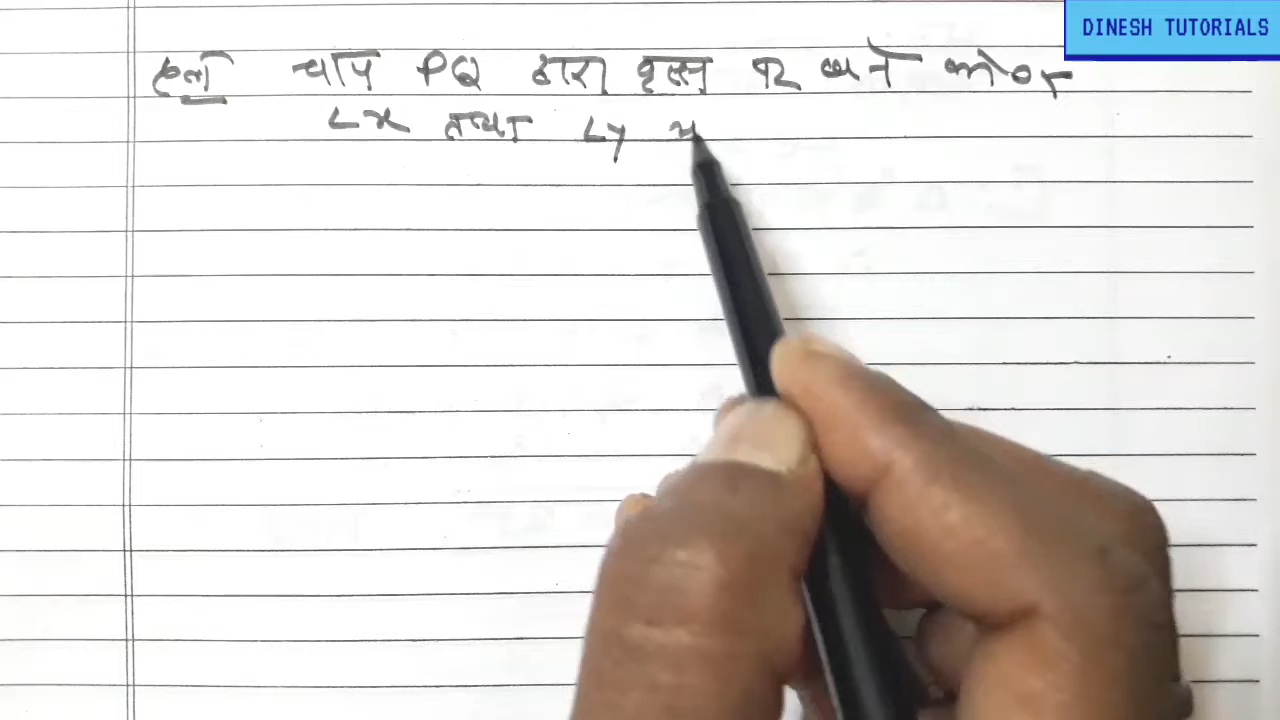 DINESH TUTORIALS
हल:- चाप PQ द्वारा वृत्त पर बने कोण
∠x तथा ∠y